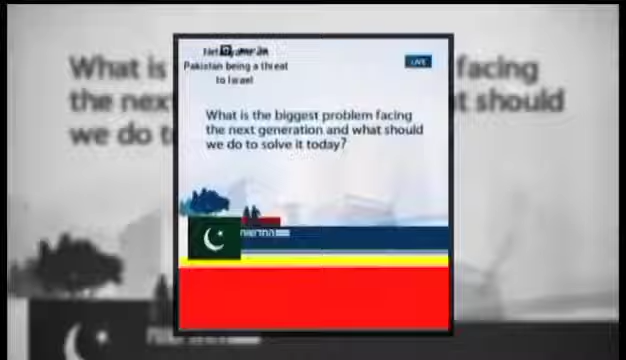 Pakistan being a threat
to Israel
LIVE
What is the biggest problem facing
the next generation and what should
we do to solve it today?
What is
facing
the next
t should
we do t